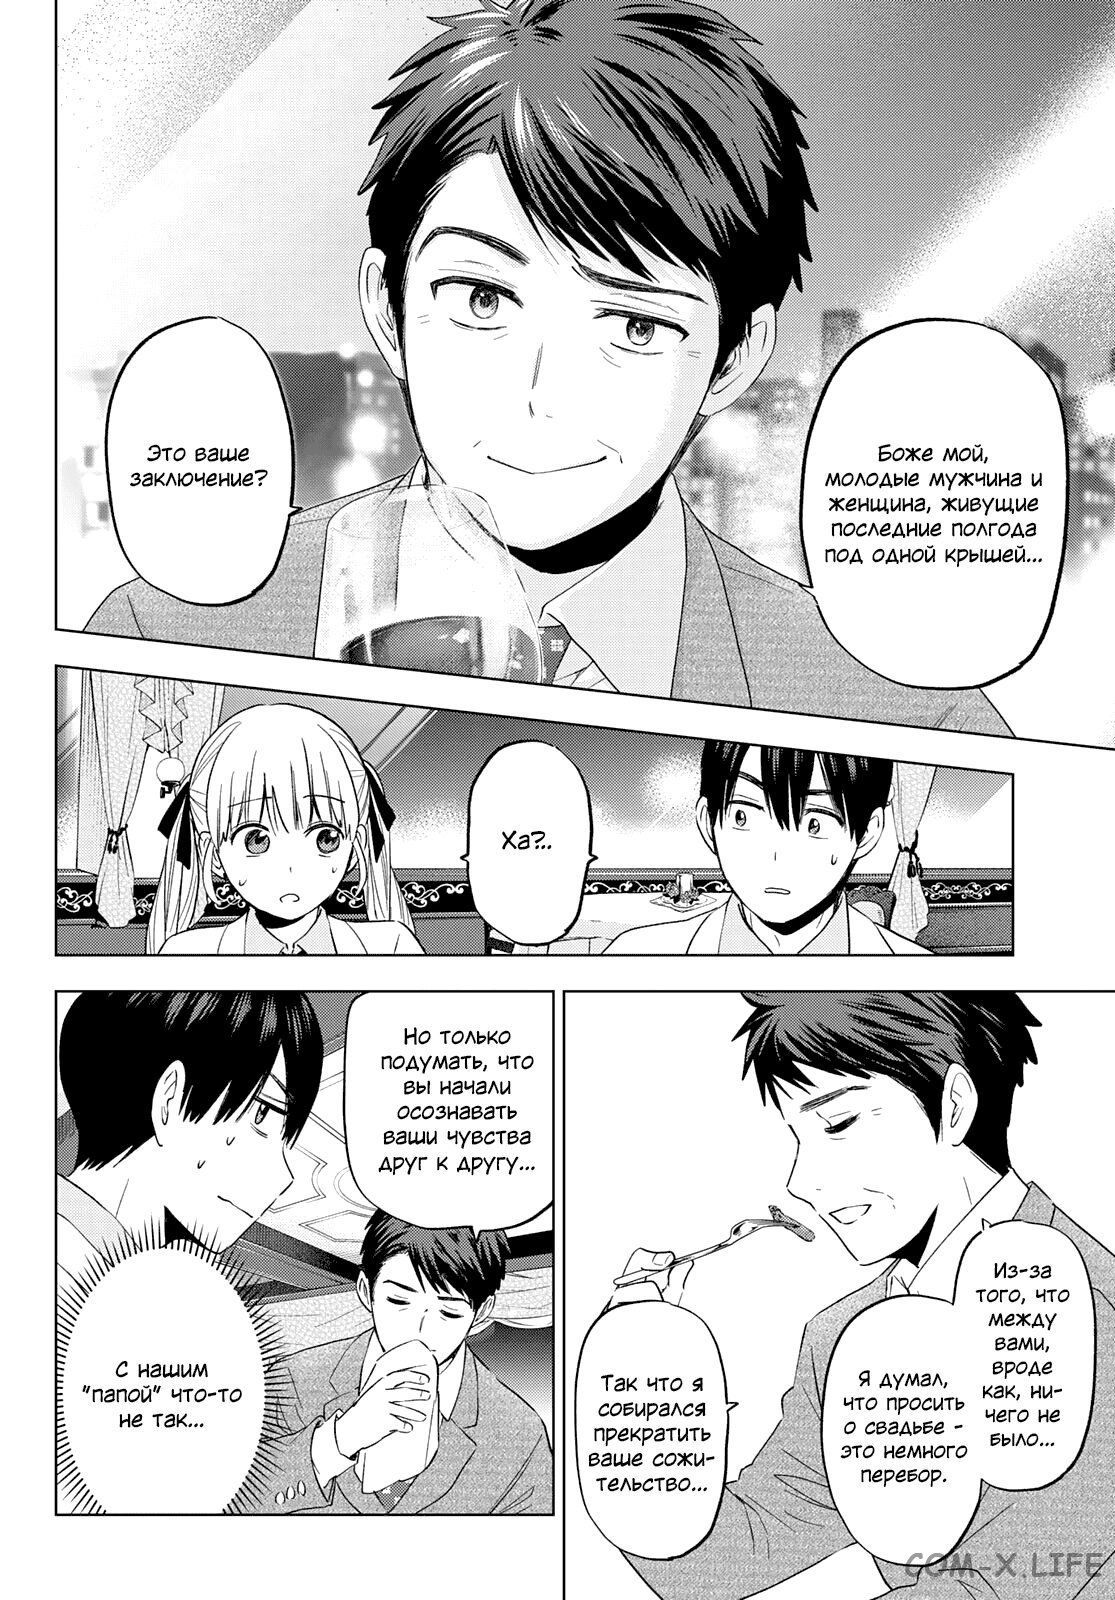 Боже мой,
молодые мужчина и
женщина, живущие
последние полгода
под одной крышей...
Это ваше
заключение?
Ха?..
Из-за
того, что
между
вами,
вроде
как, ни-
чего не
было...
Я думал,
что просить
о свадьбе -
это немного
перебор.
Так что я
собирался
прекратить
ваше сожи-
тельство...
Но только
подумать, что
вы начали
осознавать
ваши чувства
друг к другу...
С нашим
"папой" что-то
не так...
COM-X.LIFE